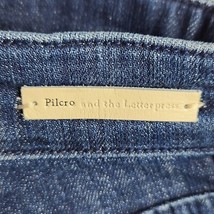 Pilcro and the Letterpress